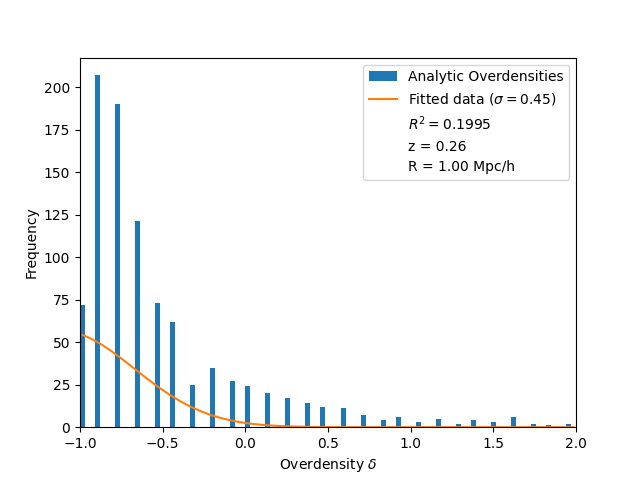 Analytic Overdensities
Fitted data (σ = 0.45)
R² = 0.1995
z = 0.26
R = 1.00 Mpc/h
Frequency
200
175
150
125
100
75
50
25
0
−1.0 −0.5 0.0 0.5 1.0 1.5 2.0
Overdensity δ